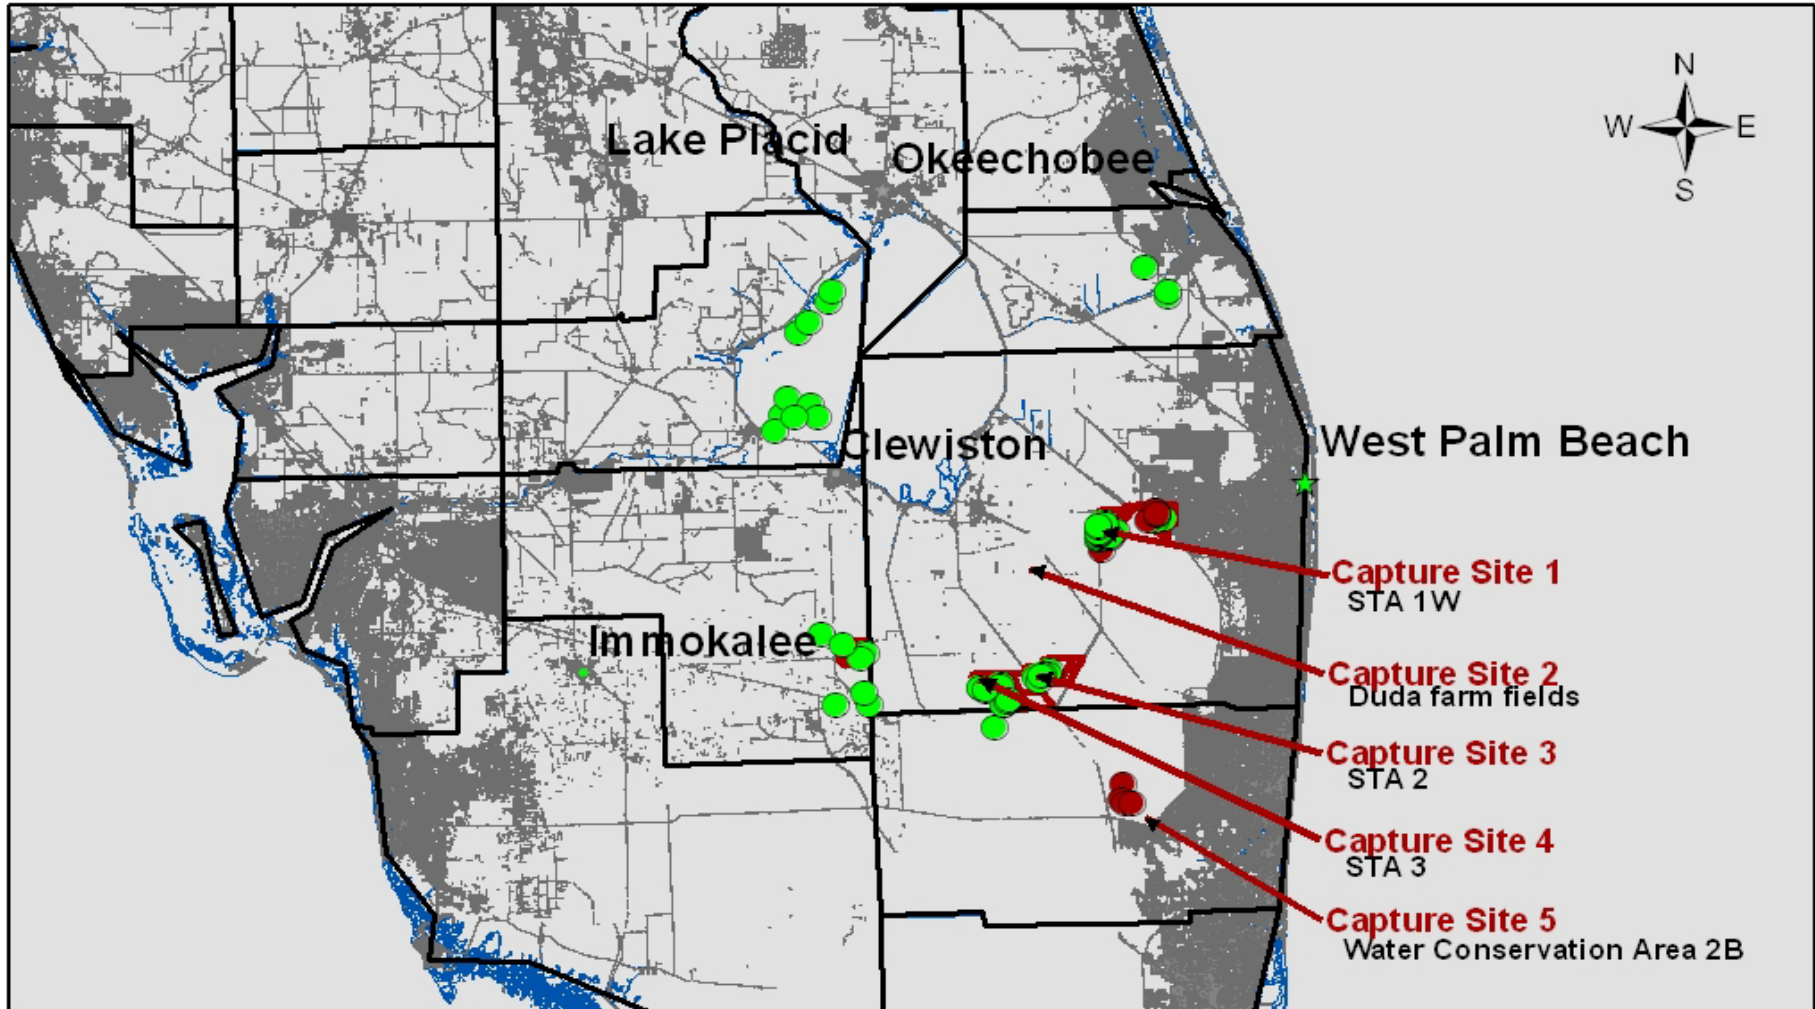 N
W E
S
Lake Placid
Okeechobee
Clewiston
West Palm Beach
Capture Site 1
STA 1W
Immokalee
Capture Site 2
Duda farm fields
Capture Site 3
STA 2
Capture Site 4
STA 3
Capture Site 5
Water Conservation Area 2B